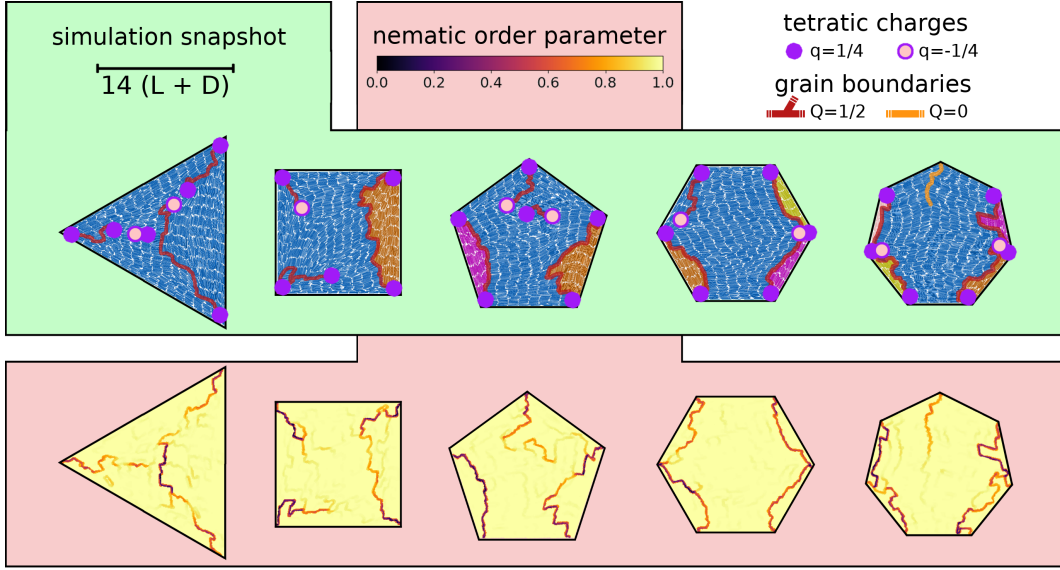 simulation snapshot
14 (L + D)
nematic order parameter
0.0 0.2 0.4 0.6 0.8 1.0
tetratic charges
q=1/4 q=-1/4
grain boundaries
Q=1/2 Q=0